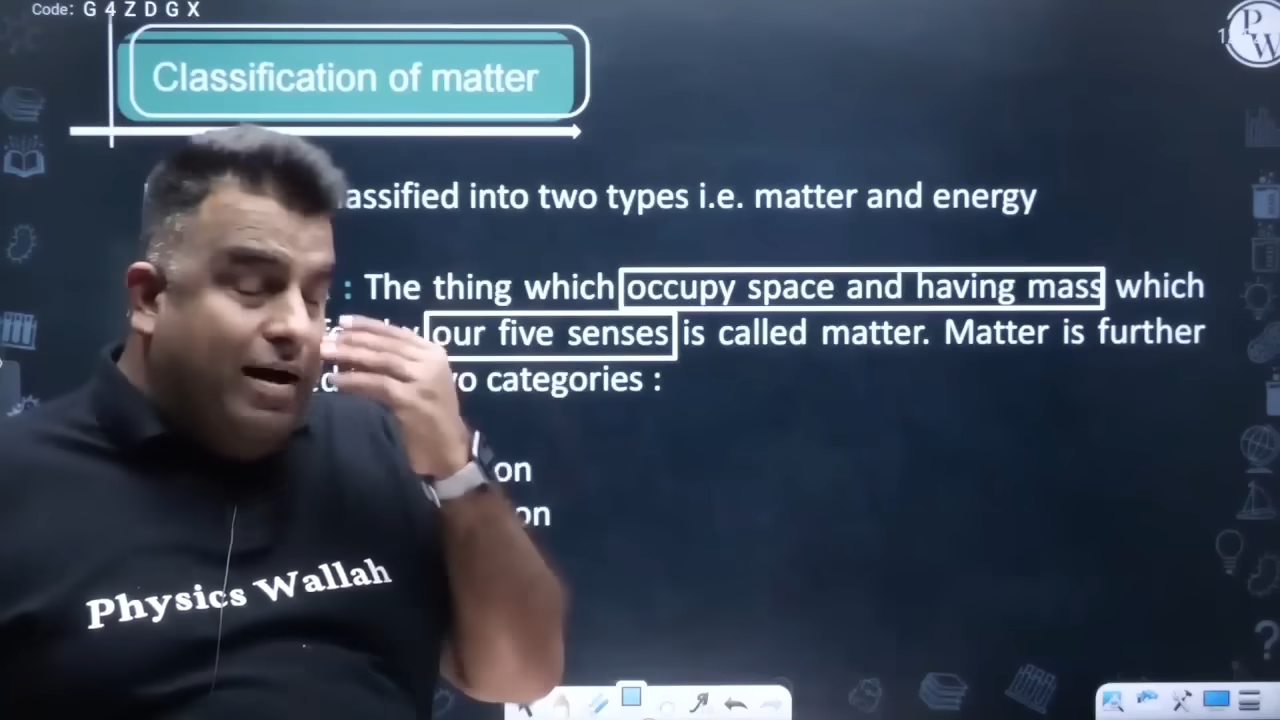 Code: G 4 Z D G X
Classification of matter
assified into two types i.e. matter and energy
: The thing which occupy space and having mass which
our five senses is called matter. Matter is further
categories :
on
on
Physics Wallah
P
W
?